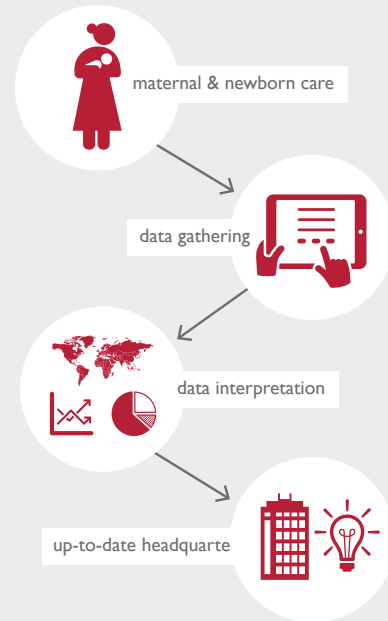 maternal & newborn care
data gathering
data interpretation
up-to-date headquarte